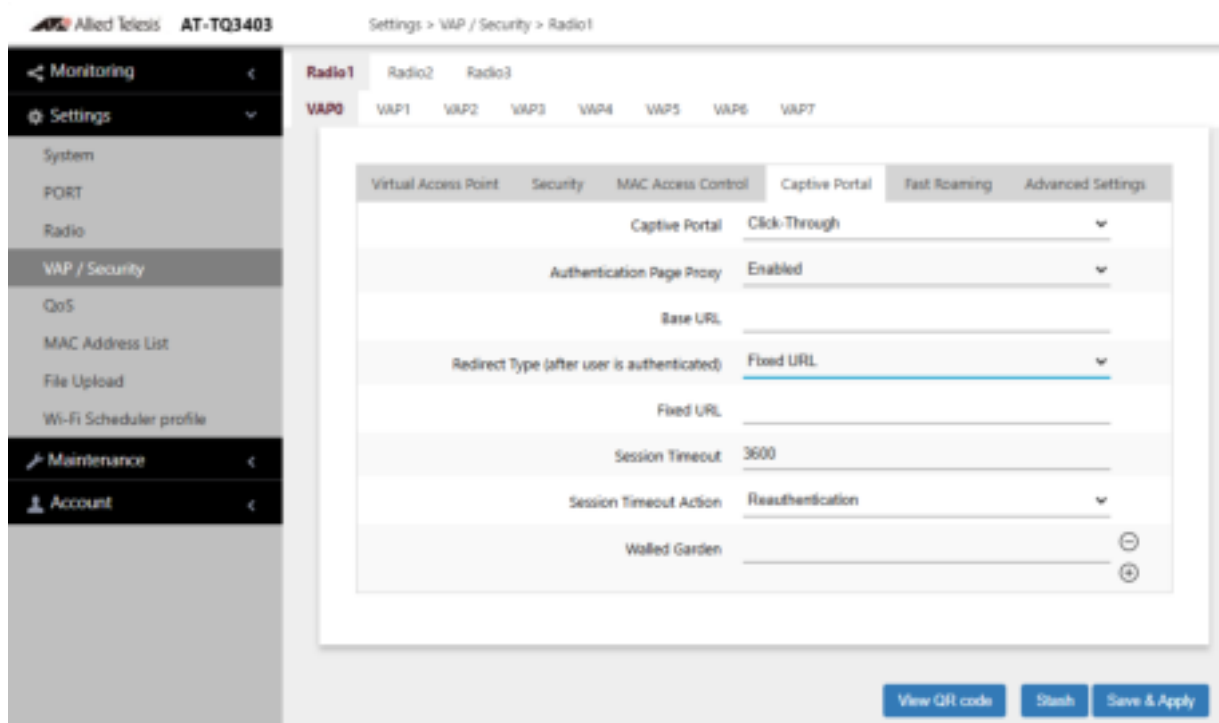 Allied Telesis AT-TQ3403 Settings > VAP / Security > Radio1
Monitoring
Settings
System
PORT
Radio
VAP / Security
QoS
MAC Address List
File Upload
Wi-Fi Scheduler profile
Maintenance
Account
Radio1 Radio2 Radio3
VAP0 VAP1 VAP2 VAP3 VAP4 VAP5 VAP6 VAP7
Virtual Access Point Security MAC Access Control Captive Portal Fast Roaming Advanced Settings
Captive Portal Click-Through
Authentication Page Proxy Enabled
Base URL
Redirect Type (after user is authenticated) Fixed URL
Fixed URL
Session Timeout 3600
Session Timeout Action Reauthentication
Walled Garden
View QR code Stash Save & Apply